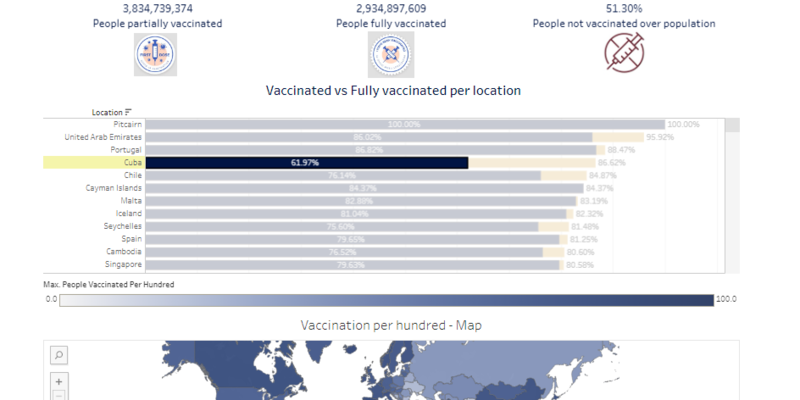 3,834,739,374 2,934,897,609 51.30%
People partially vaccinated People fully vaccinated People not vaccinated over population
Vaccinated vs Fully vaccinated per location
Location
Pitcairn 100.00% 100.00%
United Arab Emirates 86.02% 95.92%
Portugal 86.82% 88.47%
Cuba 61.97% 86.62%
Chile 76.14% 84.87%
Cayman Islands 84.37% 84.37%
Malta 82.88% 83.19%
Iceland 81.04% 82.32%
Seychelles 75.60% 81.48%
Spain 79.65% 81.25%
Cambodia 76.52% 80.60%
Singapore 79.63% 80.58%
Max. People Vaccinated Per Hundred
0.0 100.0
Vaccination per hundred - Map
+